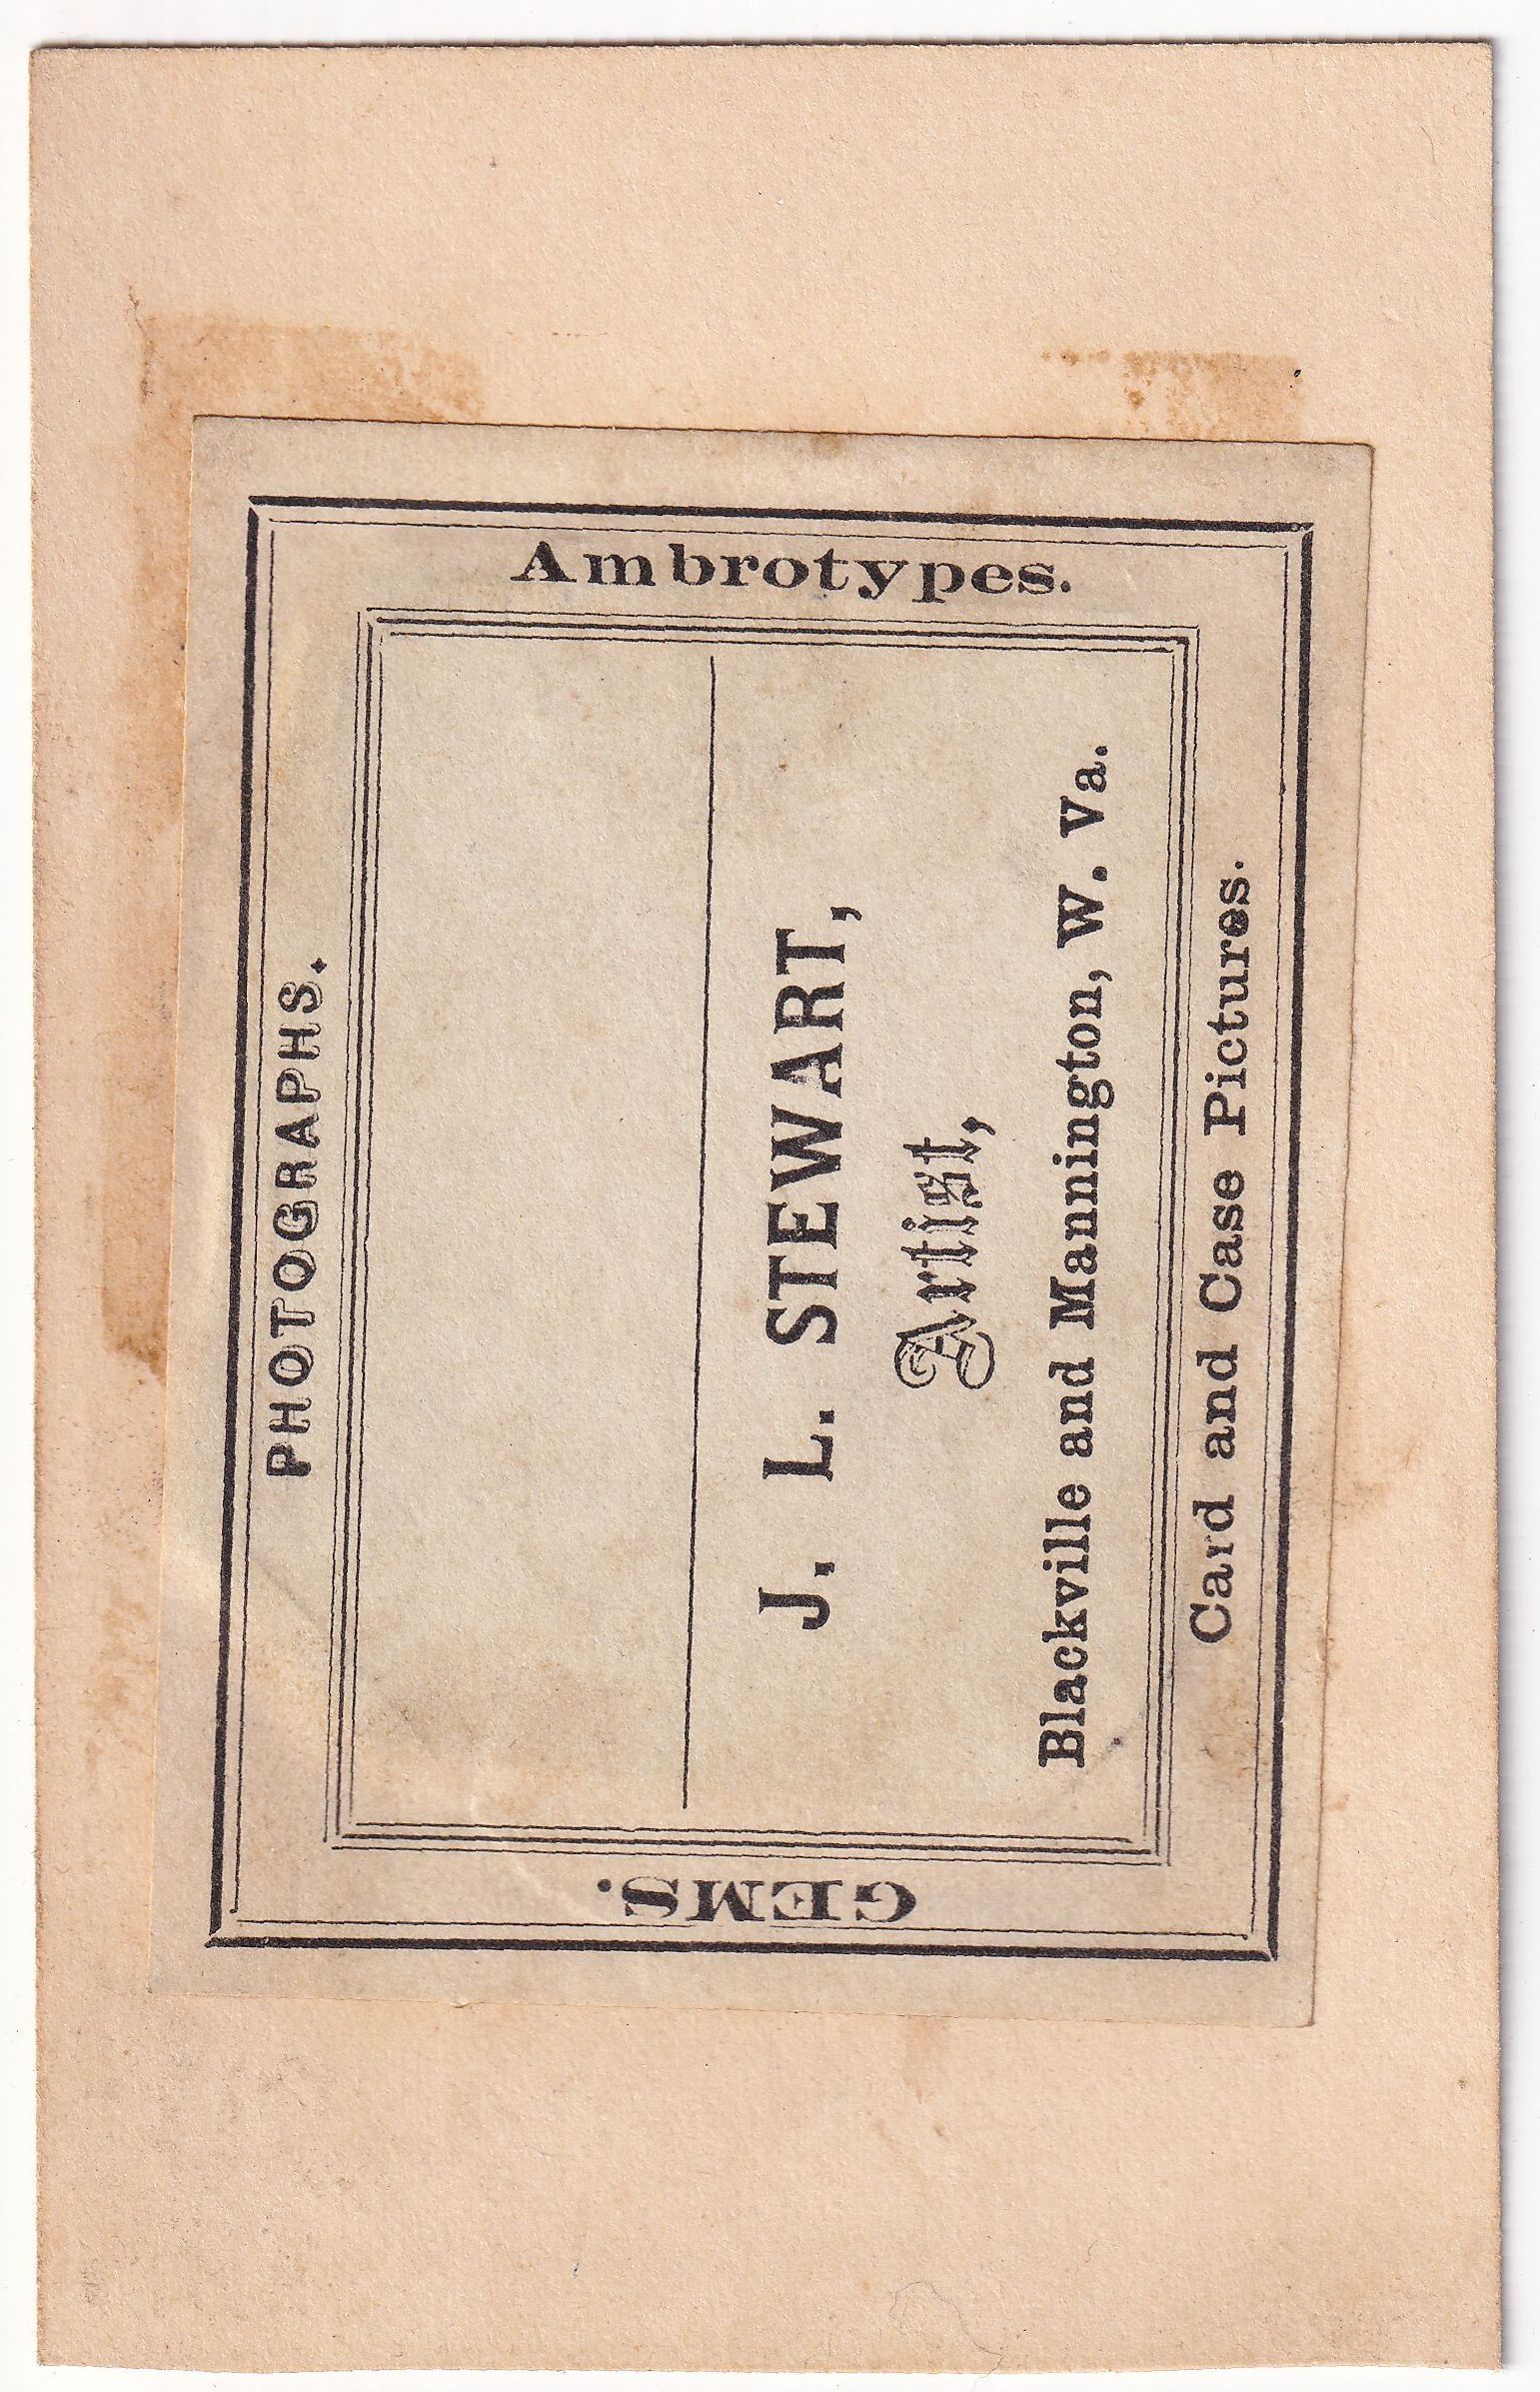 PHOTOGRAPHS.
Ambrotypes.
J. L. STEWART,
Artist,
Blackville and Mannington, W. Va.
Card and Case Pictures.
GEMS.